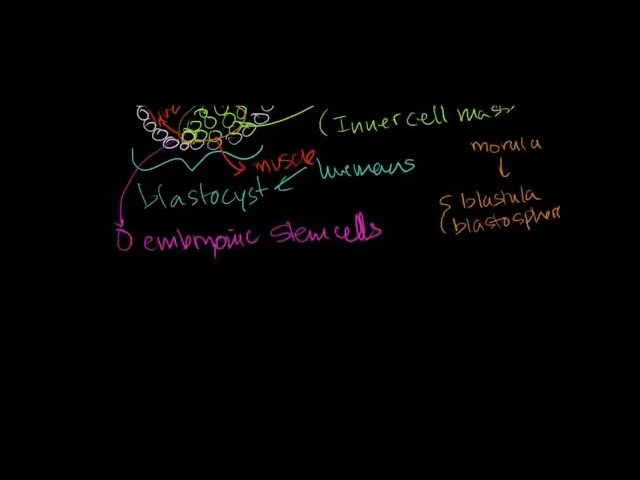 (Inner cell mass
morula
muscle
humans
blastocyst
blastula
(blastosphere
embryonic stem cells